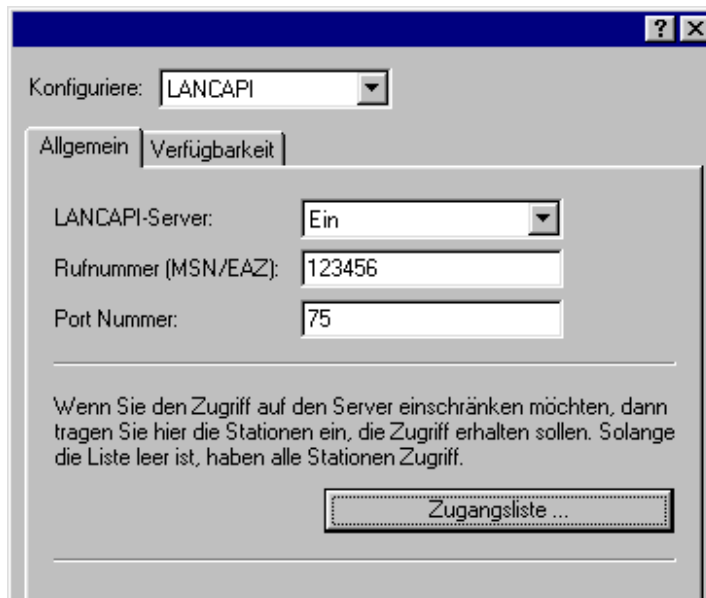 Konfiguriere: LANCAPI
Allgemein Verfügbarkeit
LANCAPI-Server: Ein
Rufnummer (MSN/EAZ): 123456
Port Nummer: 75
Wenn Sie den Zugriff auf den Server einschränken möchten, dann
tragen Sie hier die Stationen ein, die Zugriff erhalten sollen. Solange
die Liste leer ist, haben alle Stationen Zugriff.
Zugangsliste ...